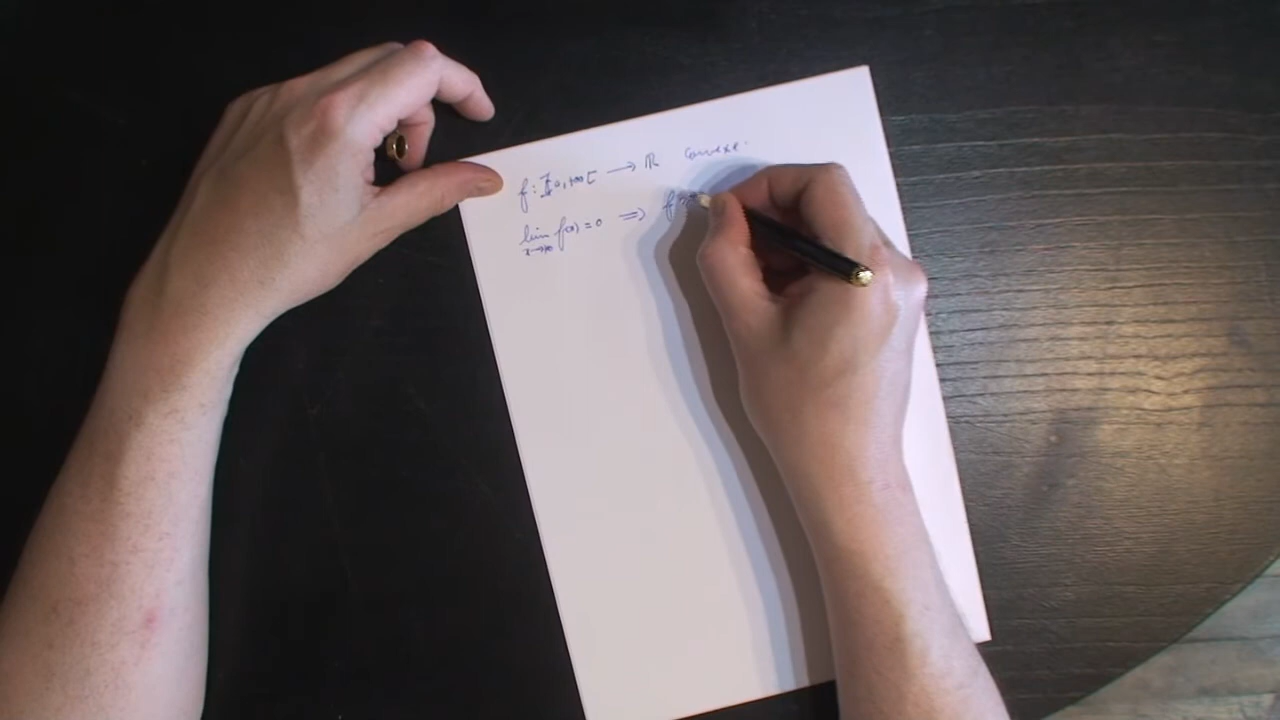 f : ]0, +∞[ → ℝ convexe.
lim x→+∞ f(x) = 0 ⇒ f